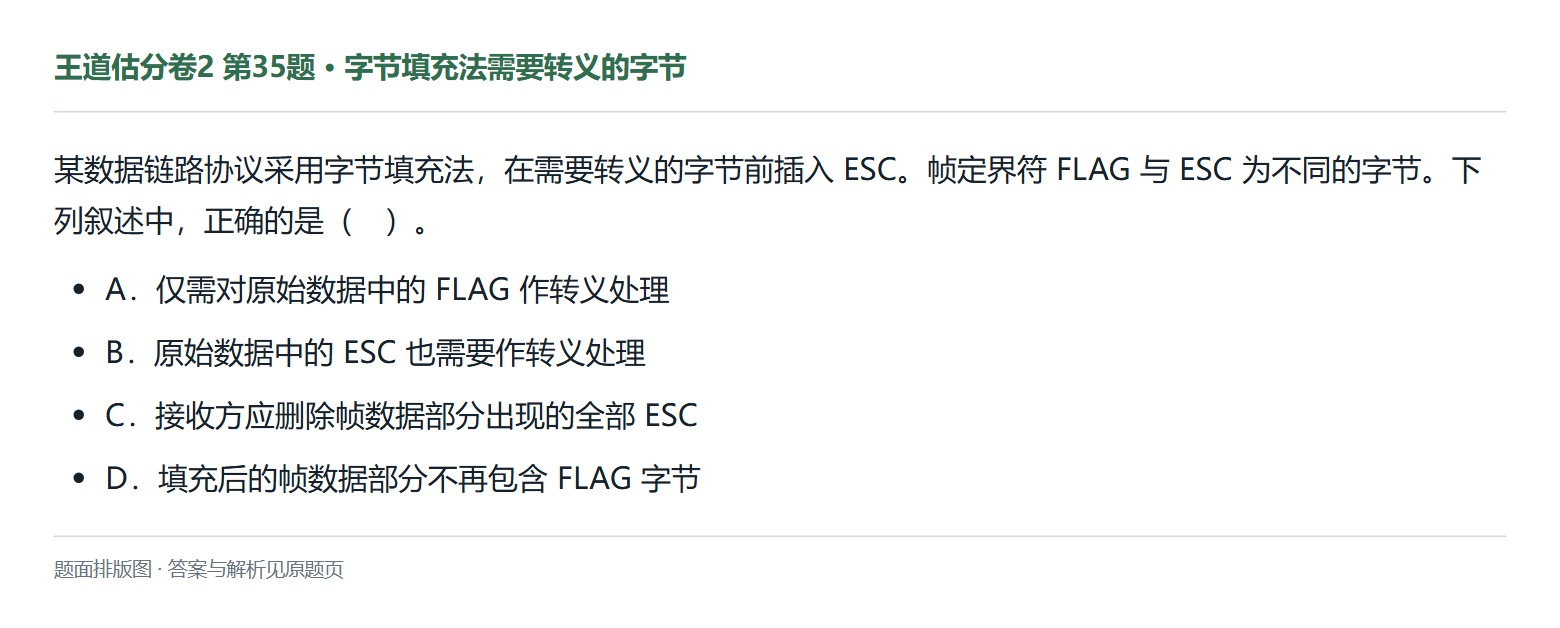 王道估分卷2 第35题 · 字节填充法需要转义的字节
某数据链路协议采用字节填充法，在需要转义的字节前插入 ESC。帧定界符 FLAG 与 ESC 为不同的字节。下
列叙述中，正确的是（　）。
• A．仅需对原始数据中的 FLAG 作转义处理
• B．原始数据中的 ESC 也需要作转义处理
• C．接收方应删除帧数据部分出现的全部 ESC
• D．填充后的帧数据部分不再包含 FLAG 字节
题面排版图 · 答案与解析见原题页